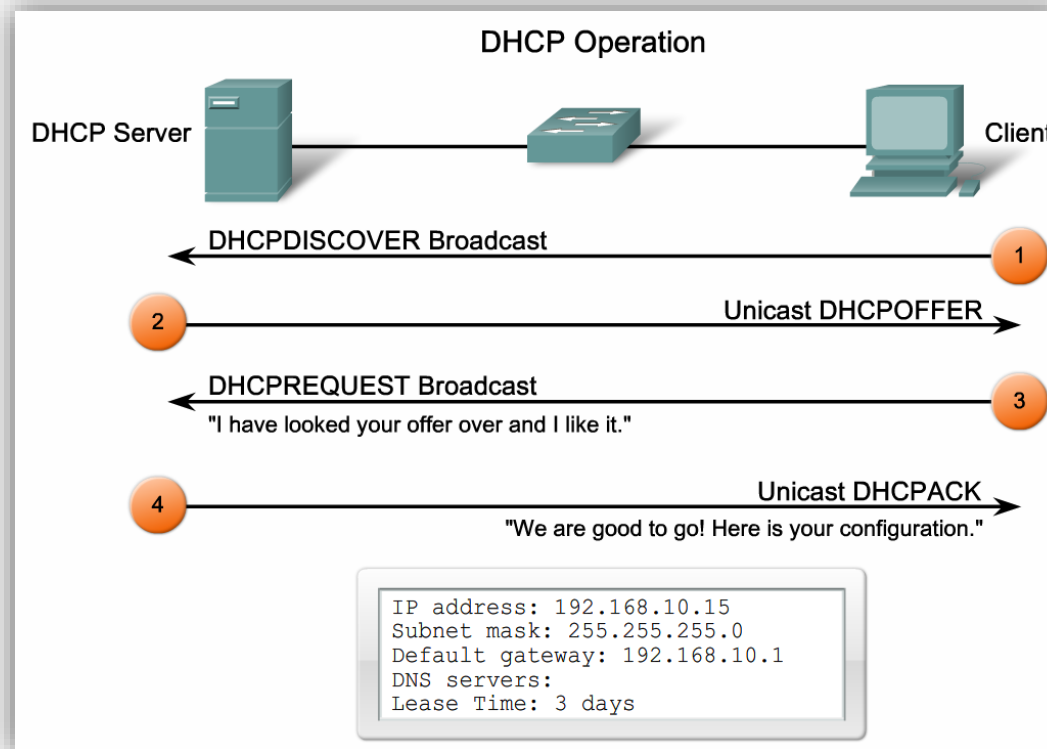 DHCP Operation
DHCP Server
Client
DHCPDISCOVER Broadcast
1
2
Unicast DHCPOFFER
DHCPREQUEST Broadcast
3
"I have looked your offer over and I like it."
4
Unicast DHCPACK
"We are good to go! Here is your configuration."
IP address: 192.168.10.15
Subnet mask: 255.255.255.0
Default gateway: 192.168.10.1
DNS servers:
Lease Time: 3 days